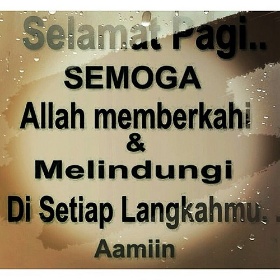 Selamat Pagi..
SEMOGA
Allah memberkahi
&
Melindungi
Di Setiap Langkahmu. .
Aamiin